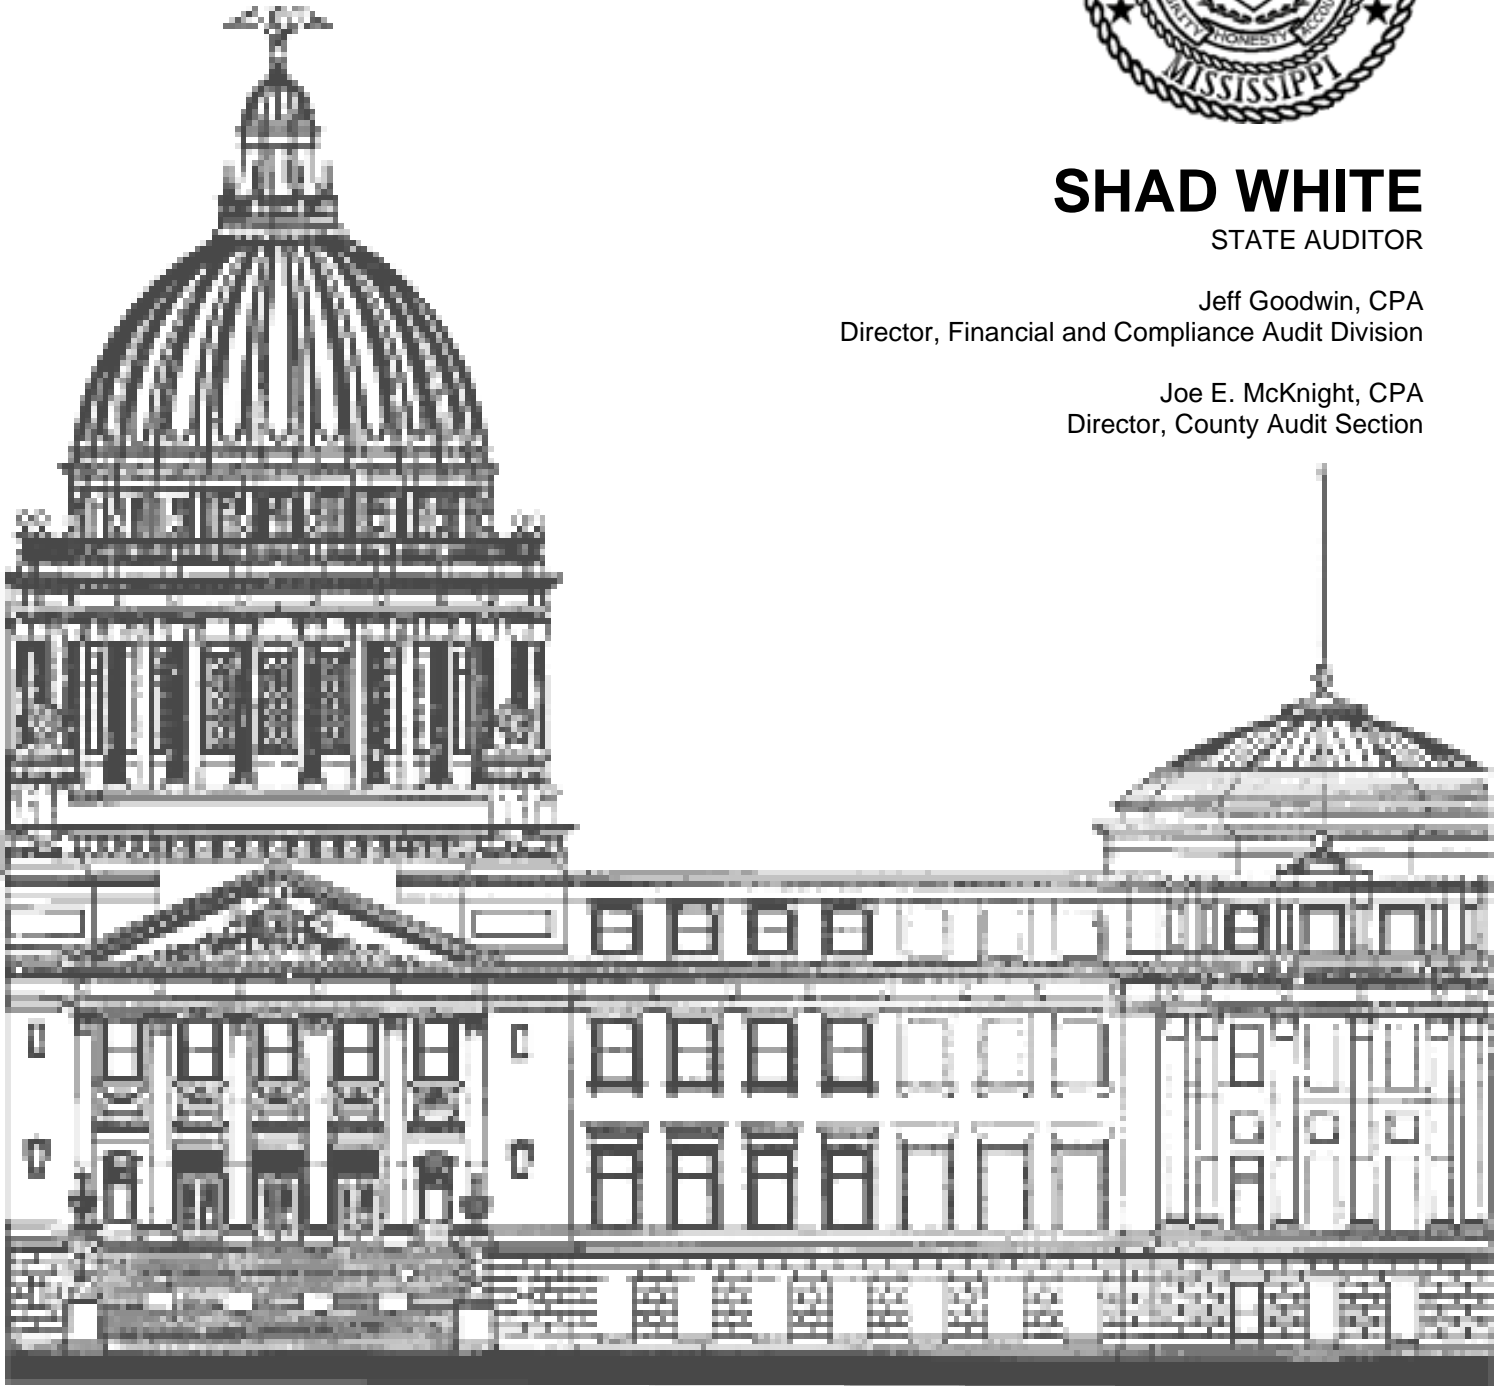 HONESTY
MISSISSIPPI
SHAD WHITE
STATE AUDITOR
Jeff Goodwin, CPA
Director, Financial and Compliance Audit Division
Joe E. McKnight, CPA
Director, County Audit Section